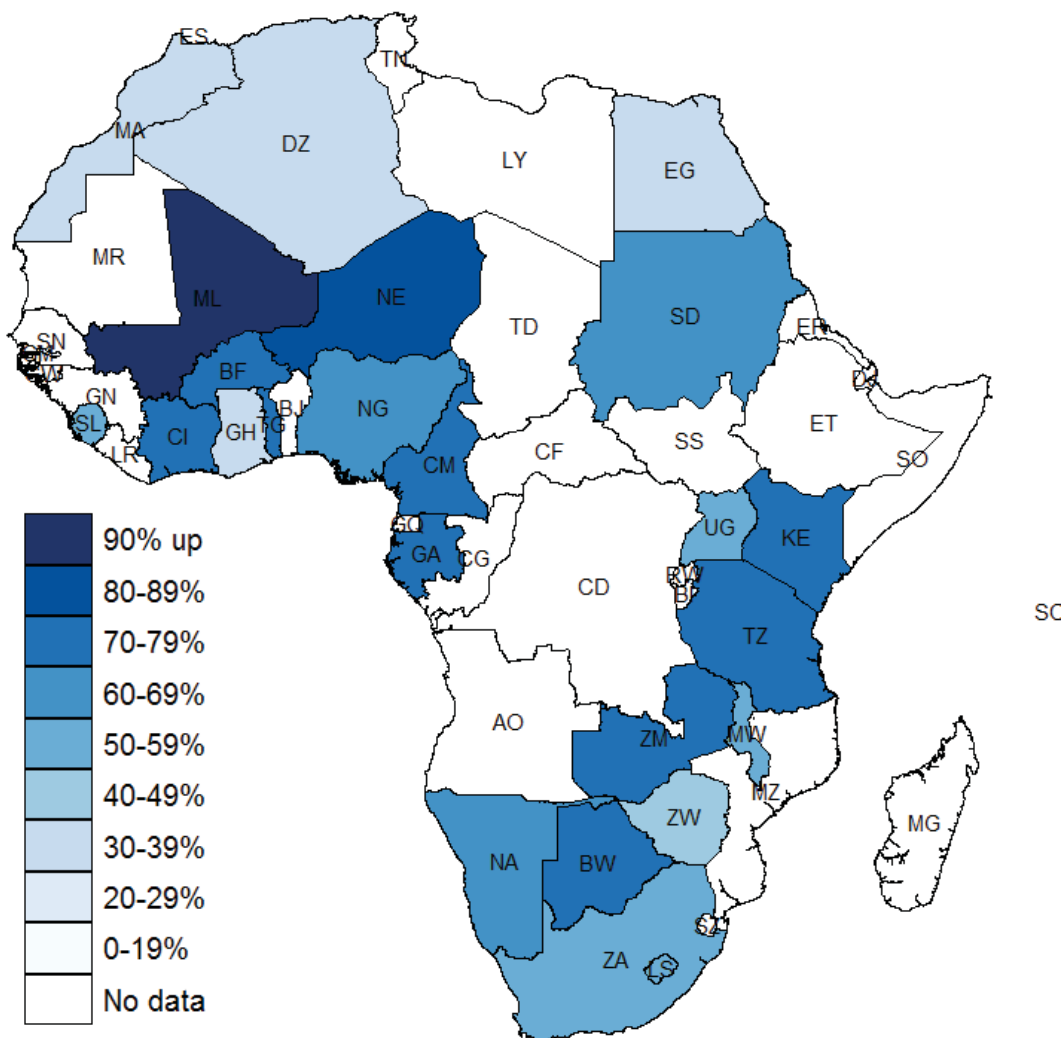 ES
TN
MA
DZ
LY
EG
MR
ML
NE
TD
SD
ER
SN
GM
GW
BF
DJ
GN
BJ
NG
ET
SL
CI
GH
TG
LR
CM
CF
SS
SO
GQ
UG
KE
GA
CG
RW
BI
CD
TZ
SC
AO
ZM
MW
MZ
ZW
MG
NA
BW
SZ
ZA
LS
90% up
80-89%
70-79%
60-69%
50-59%
40-49%
30-39%
20-29%
0-19%
No data